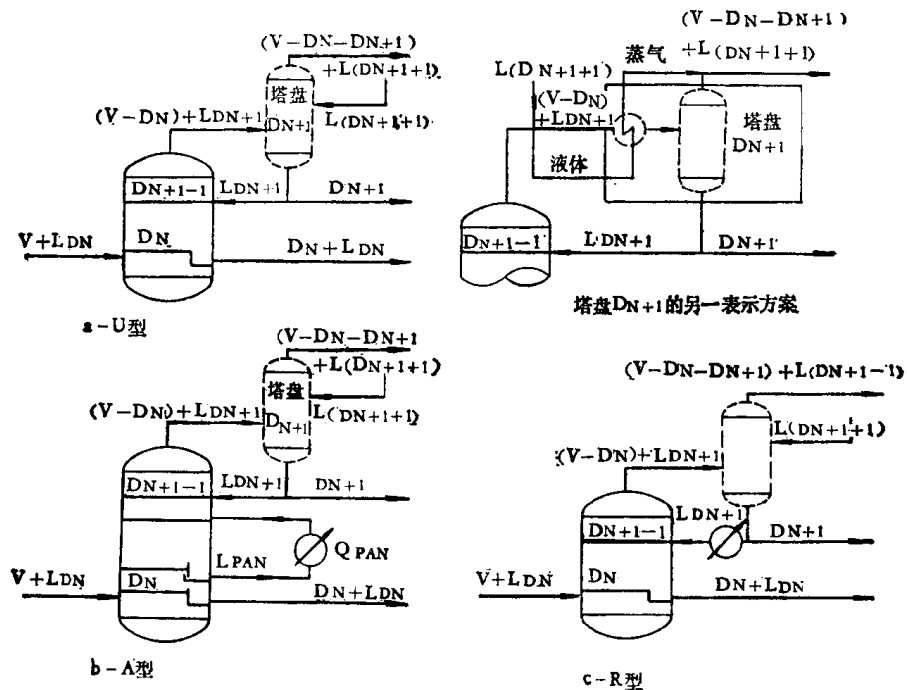 (V-DN-DN+1)
+L(DN+1+1)
塔盘
DN+1
L(DN+1+1)
(V-DN)+LDN+1
DN+1-1
LDN+1
DN+1
V+LDN
DN
DN+LDN
a-U型
(V-DN-DN+1)
蒸气
+L(DN+1+1)
L(DN+1+1)
(V-DN)
+LDN+1
塔盘
DN+1
液体
DN+1-1
LDN+1
DN+1
塔盘DN+1的另一表示方案
(V-DN-DN+1
+L(DN+1+1)
塔盘
DN+1
L(DN+1+1)
(V-DN)+LDN+1
DN+1-1
LDN+1
DN+1
QPAN
LPAN
V+LDN
DN
DN+LDN
b-A型
(V-DN-DN+1)+L(DN+1-1)
L(DN+1+1)
(V-DN)+LDN+1
LDN+1
DN+1-1
DN+1
V+LDN
DN
DN+LDN
c-R型